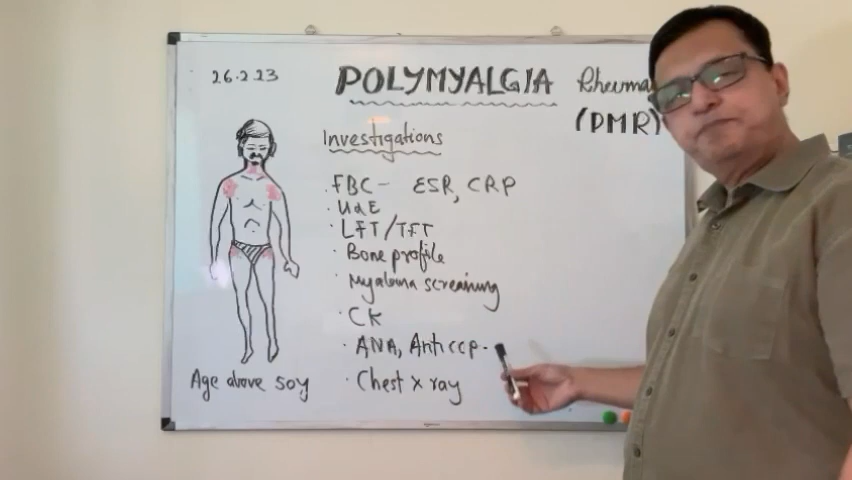 26.2.23
POLYMYALGIA Rheuma
(PMR)
Investigations
· FBC - ESR, CRP
· U&E
· LFT/TFT
· Bone profile
· Myeloma screening
· CK
· ANA, Anti CCP -
· Chest x ray
Age above 50y